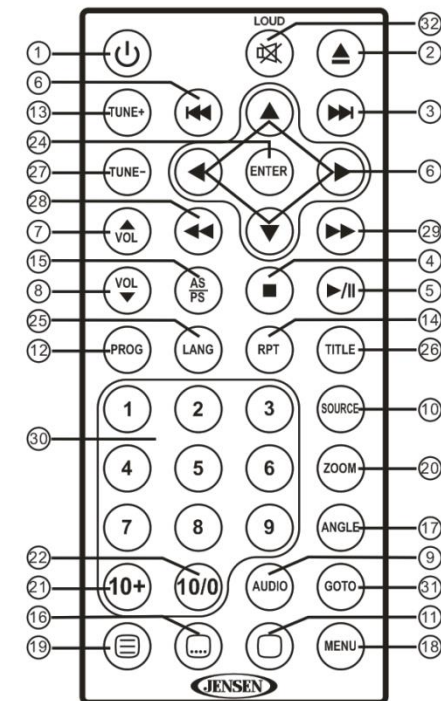 LOUD
32
1
2
6
13
TUNE+
3
24
27
TUNE-
ENTER
6
28
7
VOL
29
15
4
8
VOL
AS
PS
5
25
14
12
PROG
LANG
RPT
TITLE
26
1
2
3
SOURCE
10
30
4
5
6
ZOOM
20
7
8
9
ANGLE
17
22
9
21
10+
10/0
AUDIO
GOTO
31
16
11
19
MENU
18
JENSEN